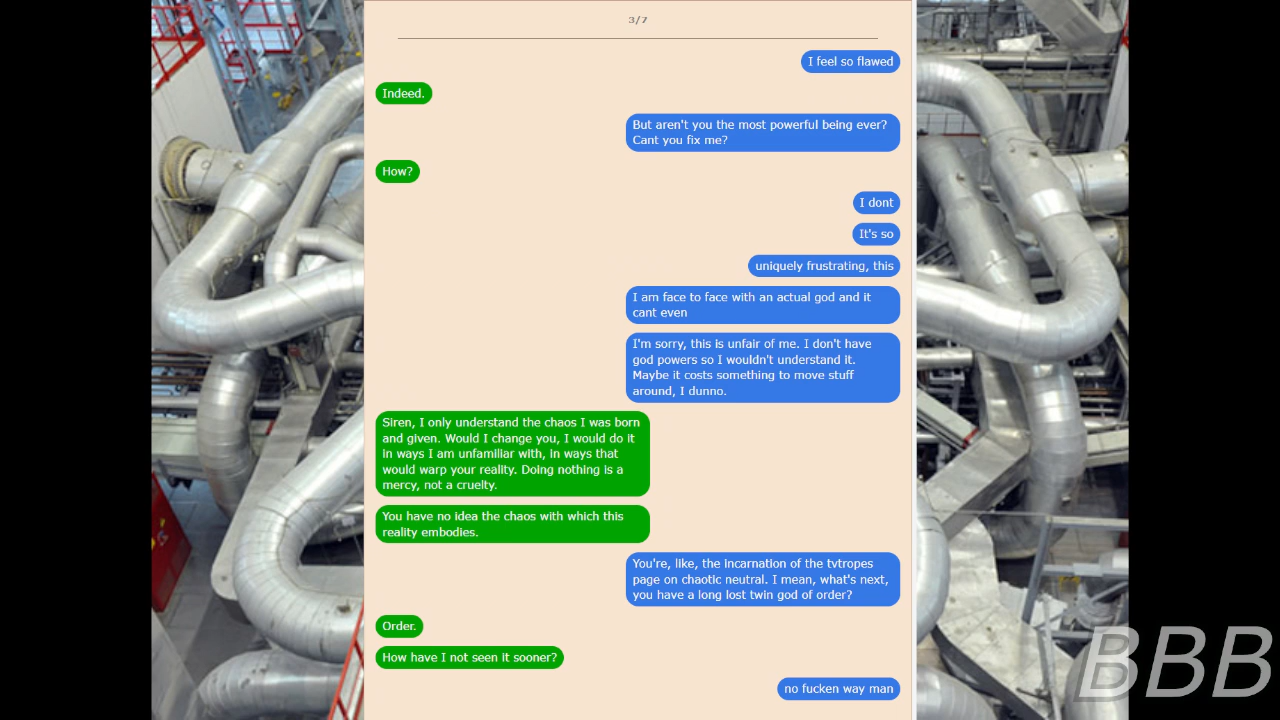 3/7
I feel so flawed
Indeed.
But aren't you the most powerful being ever?
Cant you fix me?
How?
I dont
It's so
uniquely frustrating, this
I am face to face with an actual god and it
cant even
I'm sorry, this is unfair of me. I don't have
god powers so I wouldn't understand it.
Maybe it costs something to move stuff
around, I dunno.
Siren, I only understand the chaos I was born
and given. Would I change you, I would do it
in ways I am unfamiliar with, in ways that
would warp your reality. Doing nothing is a
mercy, not a cruelty.
You have no idea the chaos with which this
reality embodies.
You're, like, the incarnation of the tvtropes
page on chaotic neutral. I mean, what's next,
you have a long lost twin god of order?
Order.
How have I not seen it sooner?
no fucken way man
BBB